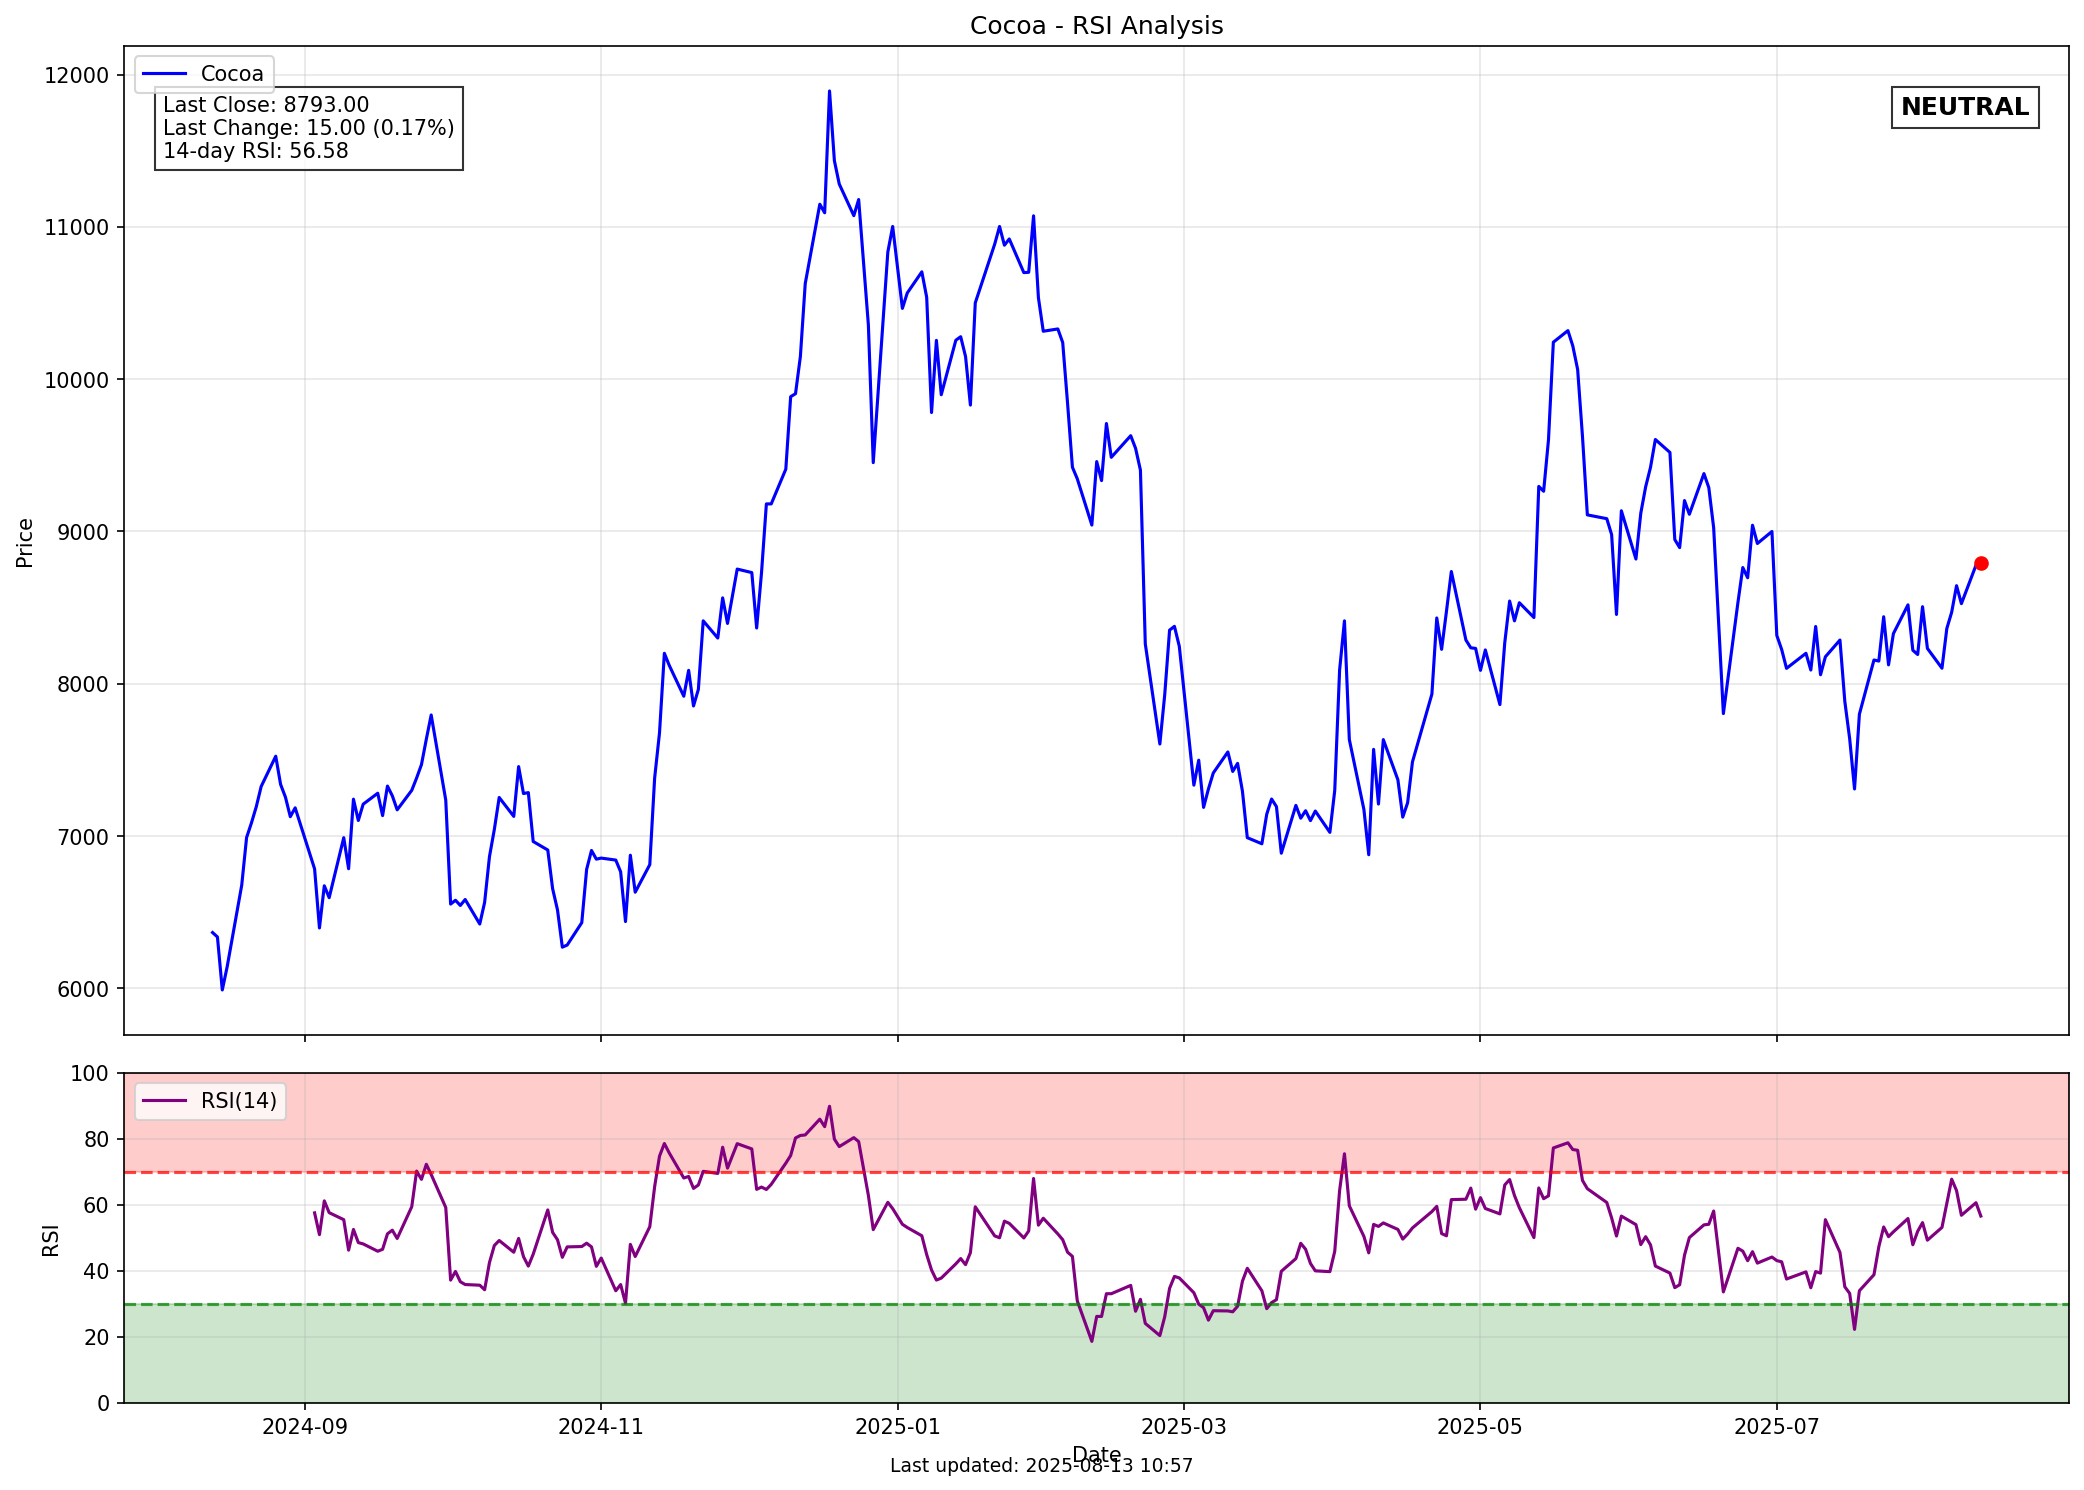 Cocoa - RSI Analysis
Cocoa
Last Close: 8793.00
Last Change: 15.00 (0.17%)
14-day RSI: 56.58
NEUTRAL
Price
12000
11000
10000
9000
8000
7000
6000
RSI(14)
RSI
100
80
60
40
20
0
2024-09
2024-11
2025-01
2025-03
2025-05
2025-07
Date
Last updated: 2025-08-13 10:57